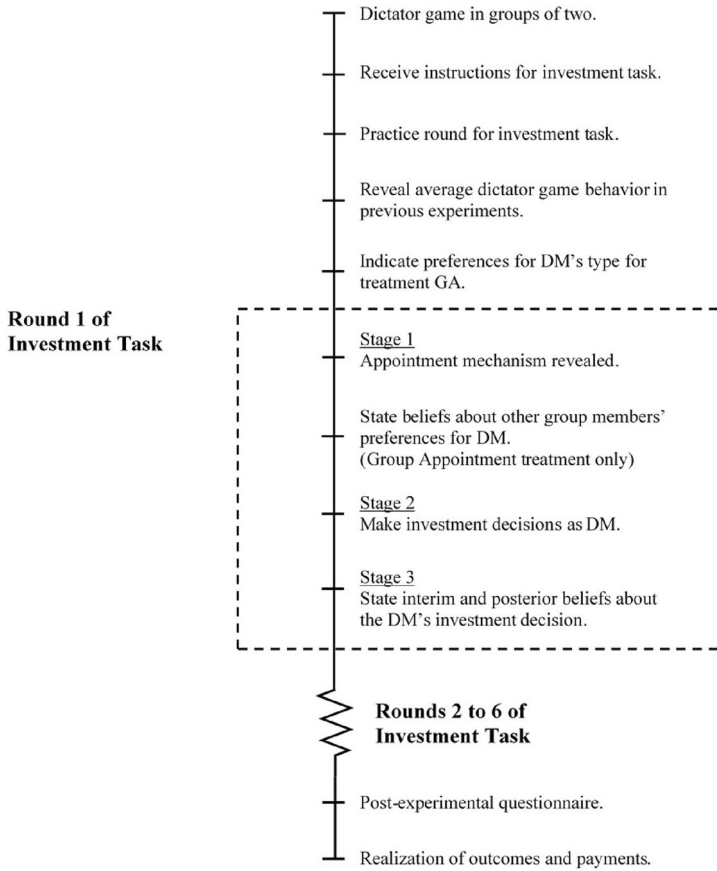 Dictator game in groups of two.
Receive instructions for investment task.
Practice round for investment task.
Reveal average dictator game behavior in
previous experiments.
Indicate preferences for DM's type for
treatment GA.
Round 1 of
Investment Task
Stage 1
Appointment mechanism revealed.
State beliefs about other group members'
preferences for DM.
(Group Appointment treatment only)
Stage 2
Make investment decisions as DM.
Stage 3
State interim and posterior beliefs about
the DM's investment decision.
Rounds 2 to 6 of
Investment Task
Post-experimental questionnaire.
Realization of outcomes and payments.